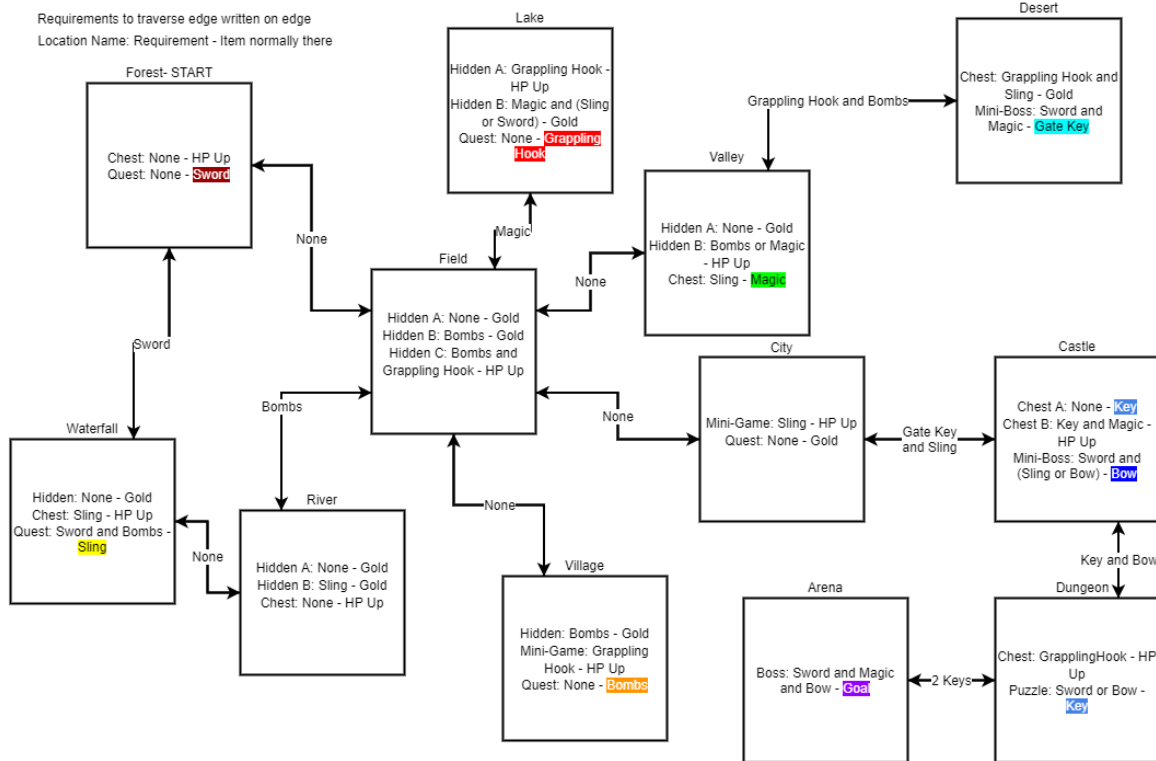 Requirements to traverse edge written on edge
Location Name: Requirement - Item normally there
Forest- START
Chest: None - HP Up
Quest: None - Sword
Lake
Hidden A: Grappling Hook -
HP Up
Hidden B: Magic and (Sling
or Sword) - Gold
Quest: None - Grappling
Hook
Desert
Chest: Grappling Hook and
Sling - Gold
Mini-Boss: Sword and
Magic - Gate Key
Grappling Hook and Bombs
Valley
Hidden A: None - Gold
Hidden B: Bombs or Magic
- HP Up
Chest: Sling - Magic
None
Magic
None
Field
Hidden A: None - Gold
Hidden B: Bombs - Gold
Hidden C: Bombs and
Grappling Hook - HP Up
Sword
Bombs
None
City
Mini-Game: Sling - HP Up
Quest: None - Gold
Gate Key
and Sling
Castle
Chest A: None - Key
Chest B: Key and Magic -
HP Up
Mini-Boss: Sword and
(Sling or Bow) - Bow
Waterfall
Hidden: None - Gold
Chest: Sling - HP Up
Quest: Sword and Bombs -
Sling
None
River
Hidden A: None - Gold
Hidden B: Sling - Gold
Chest: None - HP Up
None
Village
Hidden: Bombs - Gold
Mini-Game: Grappling
Hook - HP Up
Quest: None - Bombs
Key and Bow
Arena
Boss: Sword and Magic
and Bow - Goal
2 Keys
Dungeon
Chest: GrapplingHook - HP
Up
Puzzle: Sword or Bow -
Key